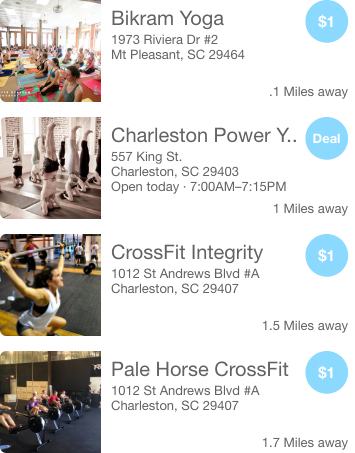 Bikram Yoga
$1
1973 Riviera Dr #2
Mt Pleasant, SC 29464
.1 Miles away
Charleston Power Y..
Deal
557 King St.
Charleston, SC 29403
Open today · 7:00AM–7:15PM
1 Miles away
CrossFit Integrity
$1
1012 St Andrews Blvd #A
Charleston, SC 29407
1.5 Miles away
Pale Horse CrossFit
$1
1012 St Andrews Blvd #A
Charleston, SC 29407
1.7 Miles away